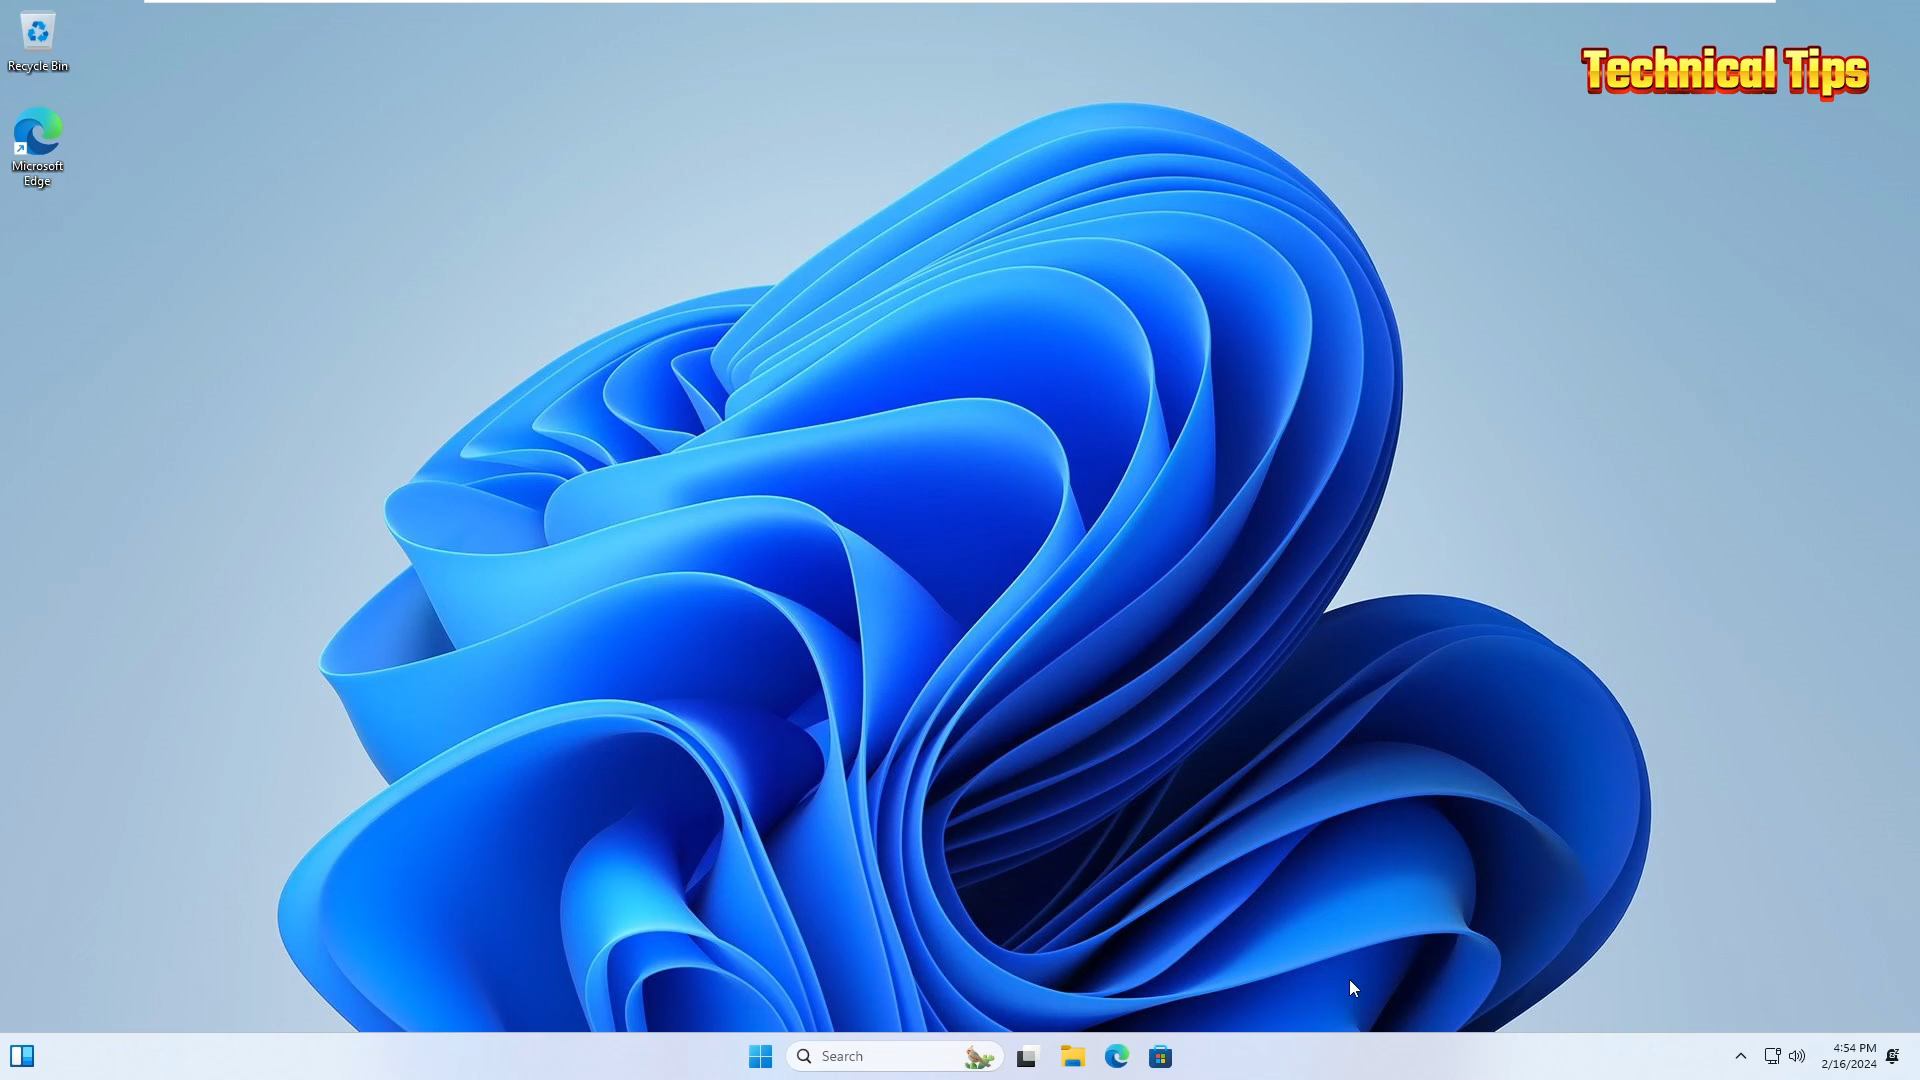 Recycle Bin
Technical Tips
Microsoft
Edge
Search
4:54 PM
2/16/2024